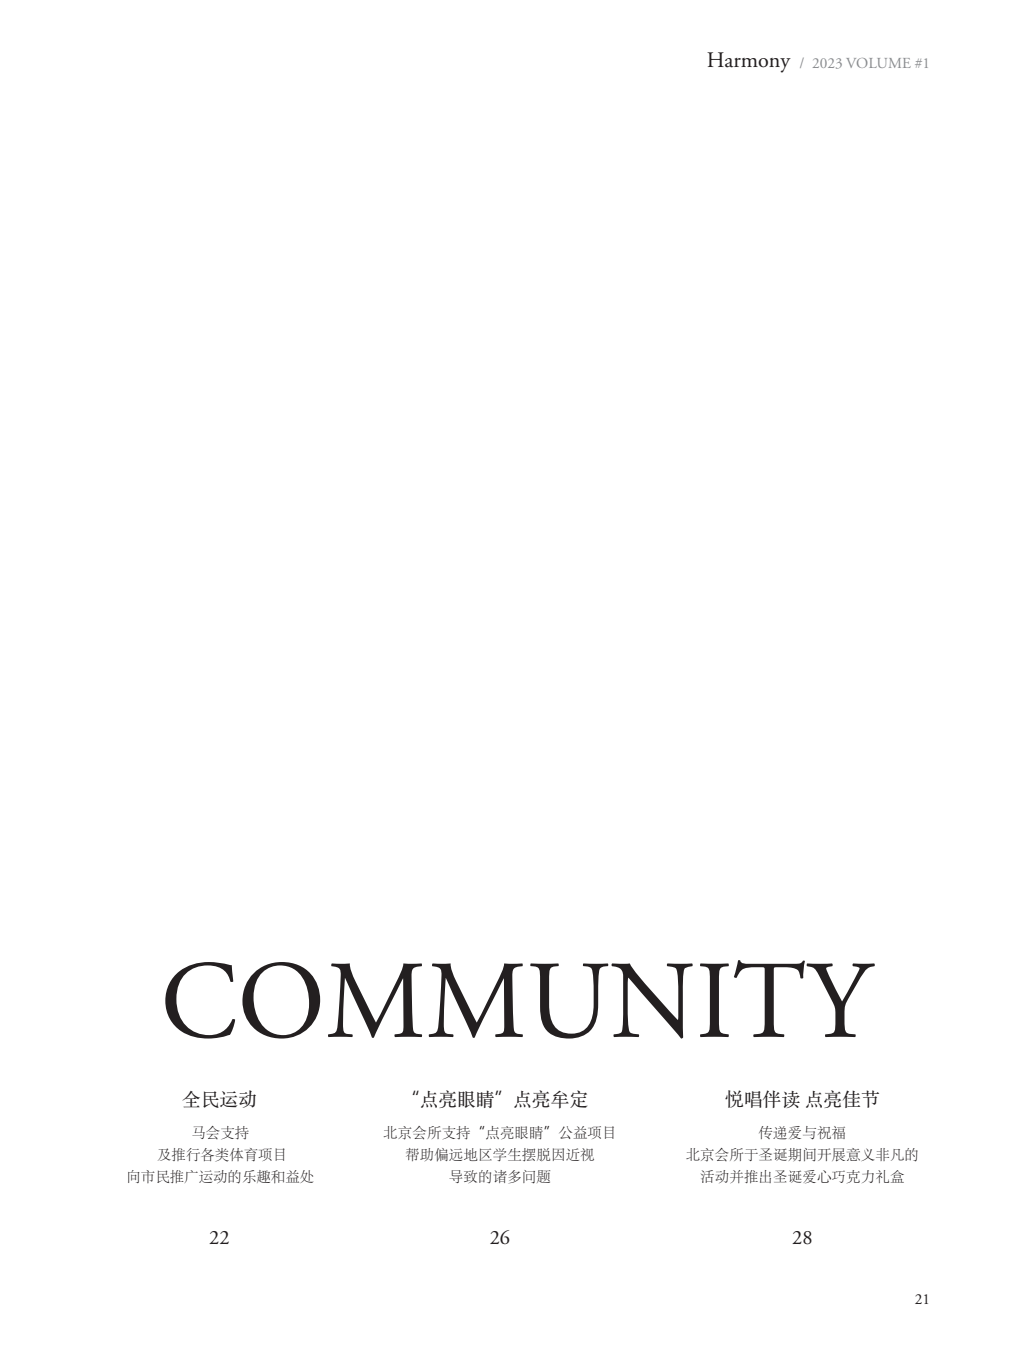 Harmony / 2023 VOLUME #1
COMMUNITY
全民运动
马会支持
及推行各类体育项目
向市民推广运动的乐趣和益处
22
“点亮眼睛”点亮牟定
北京会所支持“点亮眼睛”公益项目
帮助偏远地区学生摆脱因近视
导致的诸多问题
26
悦唱伴读 点亮佳节
传递爱与祝福
北京会所于圣诞期间开展意义非凡的
活动并推出圣诞爱心巧克力礼盒
28
21